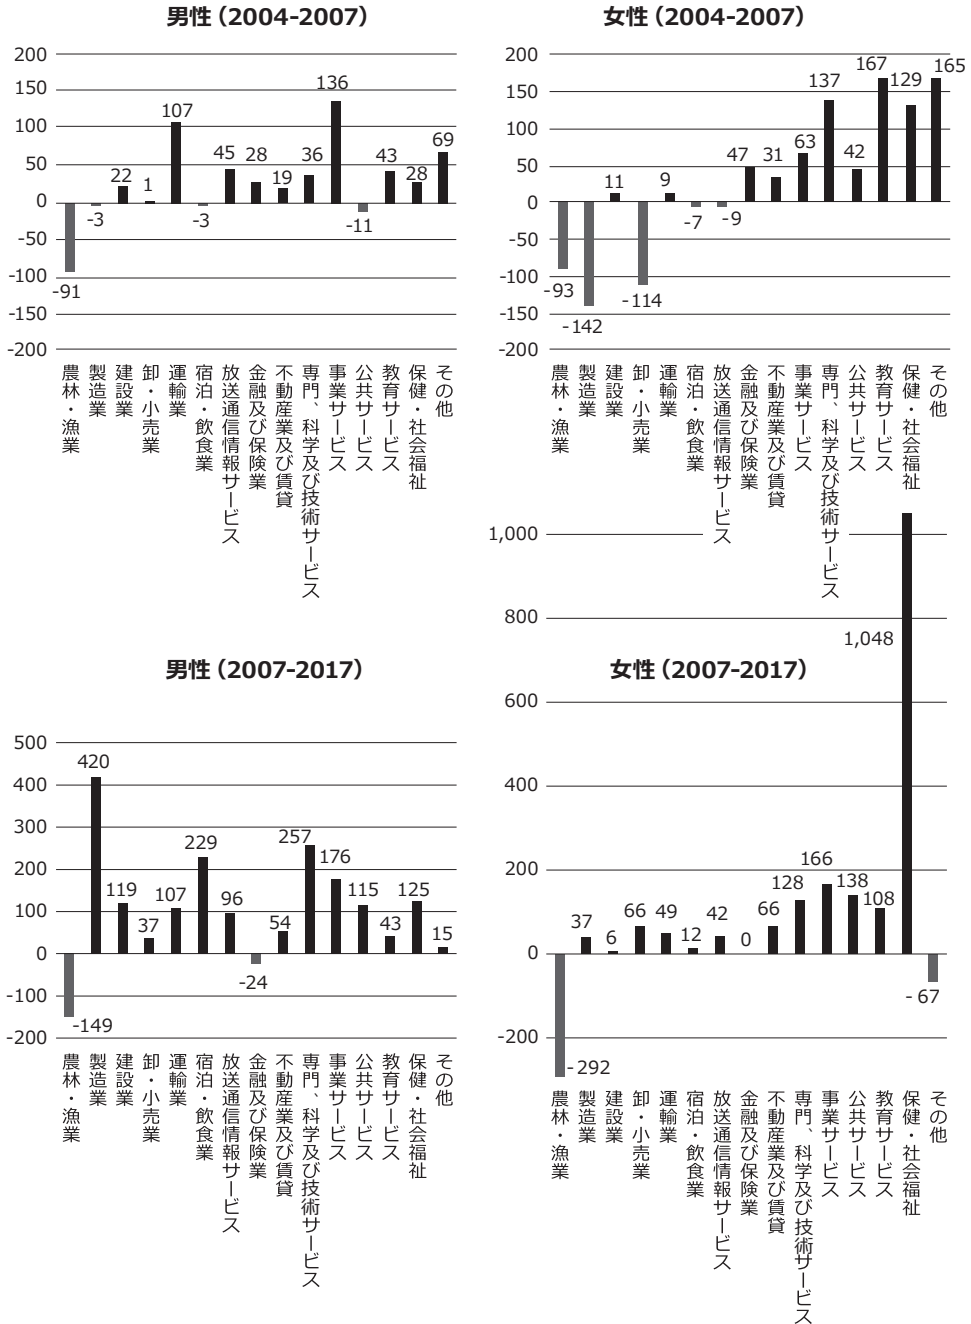 男性（2004-2007）
200
150
100
50
0
-50
-100
-150
-200
-91
-3
22
1
107
-3
45
28
19
36
136
-11
43
28
69
農林・漁業
製造業
建設業
卸・小売業
運輸業
宿泊・飲食業
放送通信情報サービス
金融及び保険業
不動産業及び賃貸
専門、科学及び技術サービス
事業サービス
公共サービス
教育サービス
保健・社会福祉
その他
女性（2004-2007）
200
150
100
50
0
-50
-100
-150
-200
-93
-142
11
-114
9
-7
-9
47
31
63
137
42
167
129
165
農林・漁業
製造業
建設業
卸・小売業
運輸業
宿泊・飲食業
放送通信情報サービス
金融及び保険業
不動産業及び賃貸
事業サービス
専門、科学及び技術サービス
公共サービス
教育サービス
保健・社会福祉
その他
男性（2007-2017）
500
400
300
200
100
0
-100
-200
-149
420
119
37
107
229
96
-24
54
257
176
115
43
125
15
農林・漁業
製造業
建設業
卸・小売業
運輸業
宿泊・飲食業
放送通信情報サービス
金融及び保険業
不動産業及び賃貸
専門、科学及び技術サービス
事業サービス
公共サービス
教育サービス
保健・社会福祉
その他
女性（2007-2017）
1,000
800
600
400
200
0
-200
-292
37
6
66
49
12
42
0
66
128
166
138
108
1,048
-67
農林・漁業
製造業
建設業
卸・小売業
運輸業
宿泊・飲食業
放送通信情報サービス
金融及び保険業
不動産業及び賃貸
専門、科学及び技術サービス
事業サービス
公共サービス
教育サービス
保健・社会福祉
その他